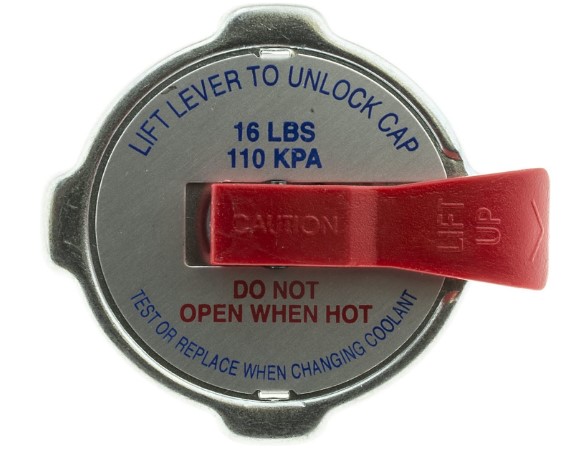 LIFT LEVER TO UNLOCK CAP
16 LBS
110 KPA
CAUTION
LIFT
UP
DO NOT
OPEN WHEN HOT
TEST OR REPLACE WHEN CHANGING COOLANT